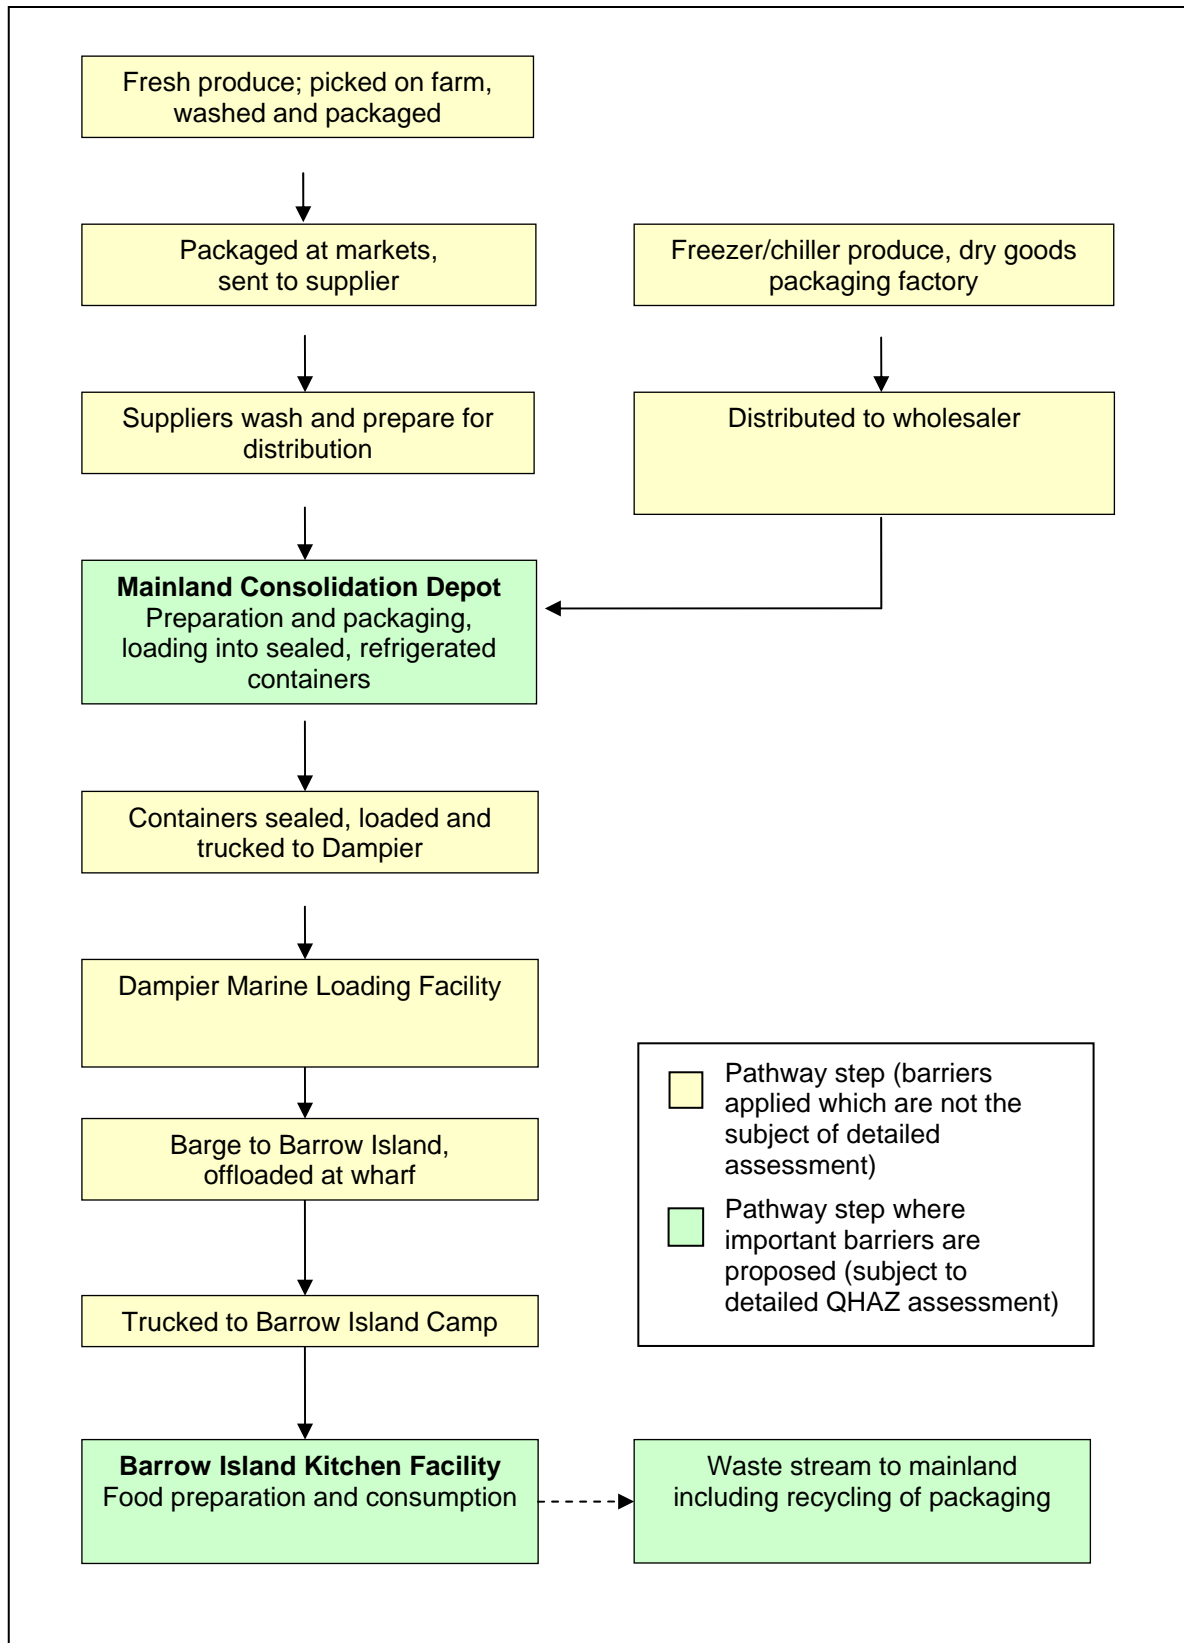 Fresh produce; picked on farm,
washed and packaged
Packaged at markets,
sent to supplier
Freezer/chiller produce, dry goods
packaging factory
Suppliers wash and prepare for
distribution
Distributed to wholesaler
Mainland Consolidation Depot
Preparation and packaging,
loading into sealed, refrigerated
containers
Containers sealed, loaded and
trucked to Dampier
Dampier Marine Loading Facility
Barge to Barrow Island,
offloaded at wharf
Trucked to Barrow Island Camp
Barrow Island Kitchen Facility
Food preparation and consumption
Waste stream to mainland
including recycling of packaging
Pathway step (barriers
applied which are not the
subject of detailed
assessment)
Pathway step where
important barriers are
proposed (subject to
detailed QHAZ assessment)